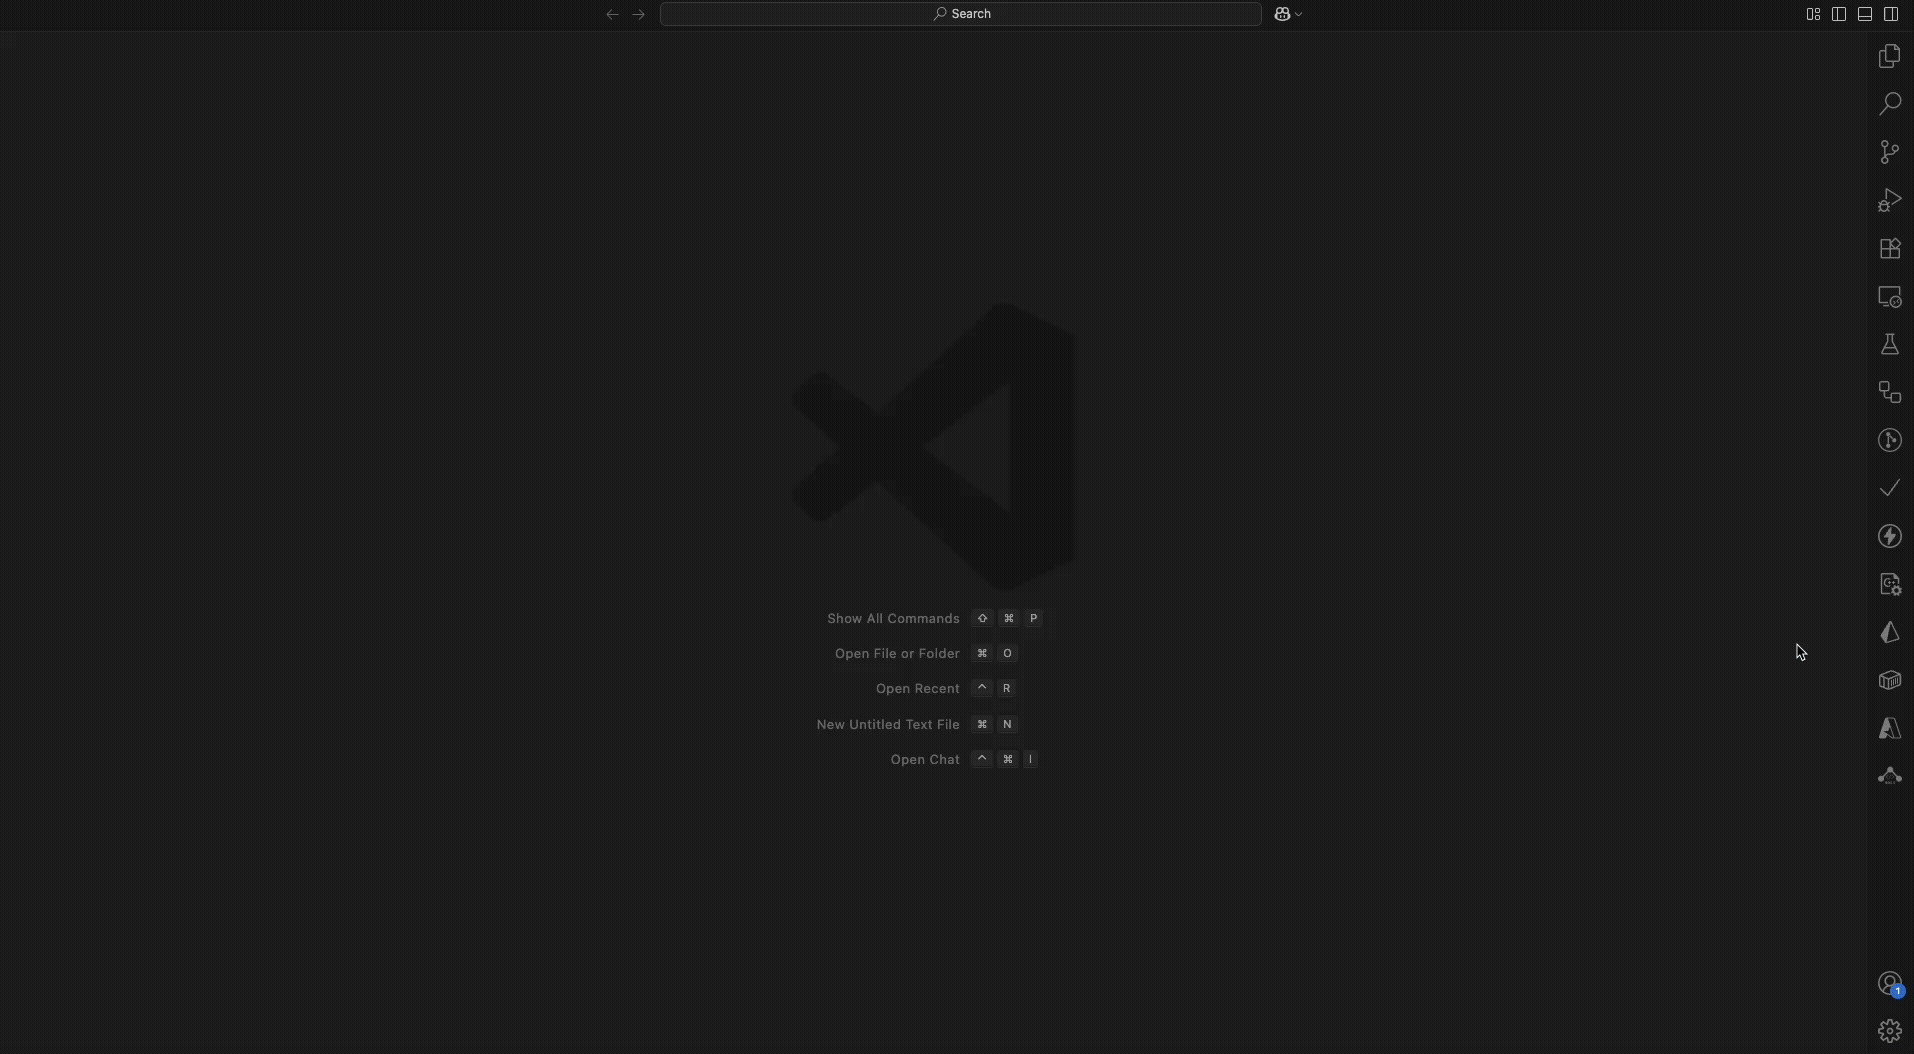 Search
Show All Commands ⇧ ⌘ P
Open File or Folder ⌘ O
Open Recent ^ R
New Untitled Text File ⌘ N
Open Chat ^ ⌘ I
1